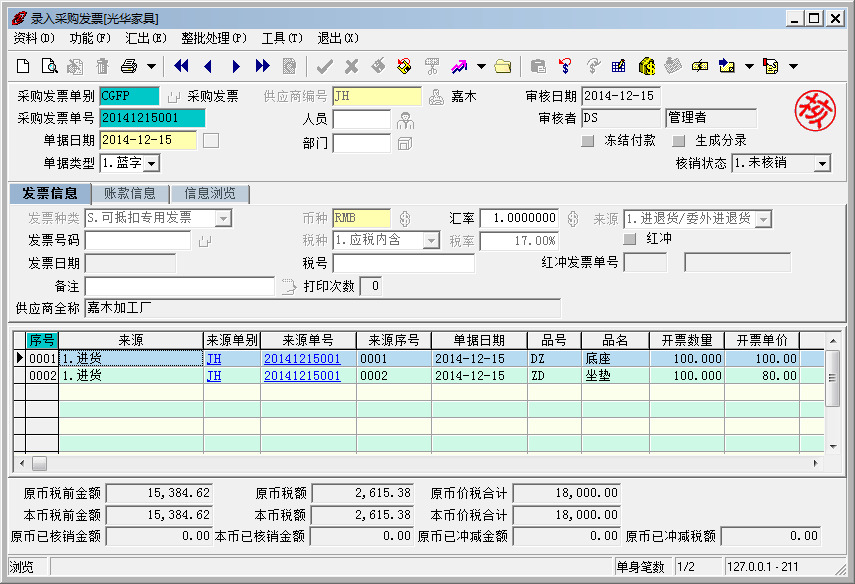 录入采购发票[光华家具]
资料(D) 功能(F) 汇出(E) 整批处理(P) 工具(T) 退出(X)
采购发票单别 CGFP 采购发票 供应商编号 JH 嘉木 审核日期 2014-12-15
采购发票单号 20141215001 人员 审核者 DS 管理者
核
单据日期 2014-12-15 部门 冻结付款 生成分录
单据类型 1.蓝字 核销状态 1.未核销
发票信息 账款信息 信息浏览
发票种类 S.可抵扣专用发票 币种 RMB 汇率 1.0000000 来源 1.进退货/委外进退货
发票号码 税种 1.应税内含 税率 17.00% 红冲
发票日期 税号 红冲发票单号
备注 打印次数 0
供应商全称 嘉木加工厂
序号 来源 来源单别 来源单号 来源序号 单据日期 品号 品名 开票数量 开票单价
0001 1.进货 JH 20141215001 0001 2014-12-15 DZ 底座 100.000 100.00
0002 1.进货 JH 20141215001 0002 2014-12-15 ZD 坐垫 100.000 80.00
原币税前金额 15,384.62 原币税额 2,615.38 原币价税合计 18,000.00
本币税前金额 15,384.62 本币税额 2,615.38 本币价税合计 18,000.00
原币已核销金额 0.00 本币已核销金额 0.00 原币已冲减金额 0.00 原币已冲减税额 0.00
浏览 单身笔数 1/2 127.0.0.1 - 211